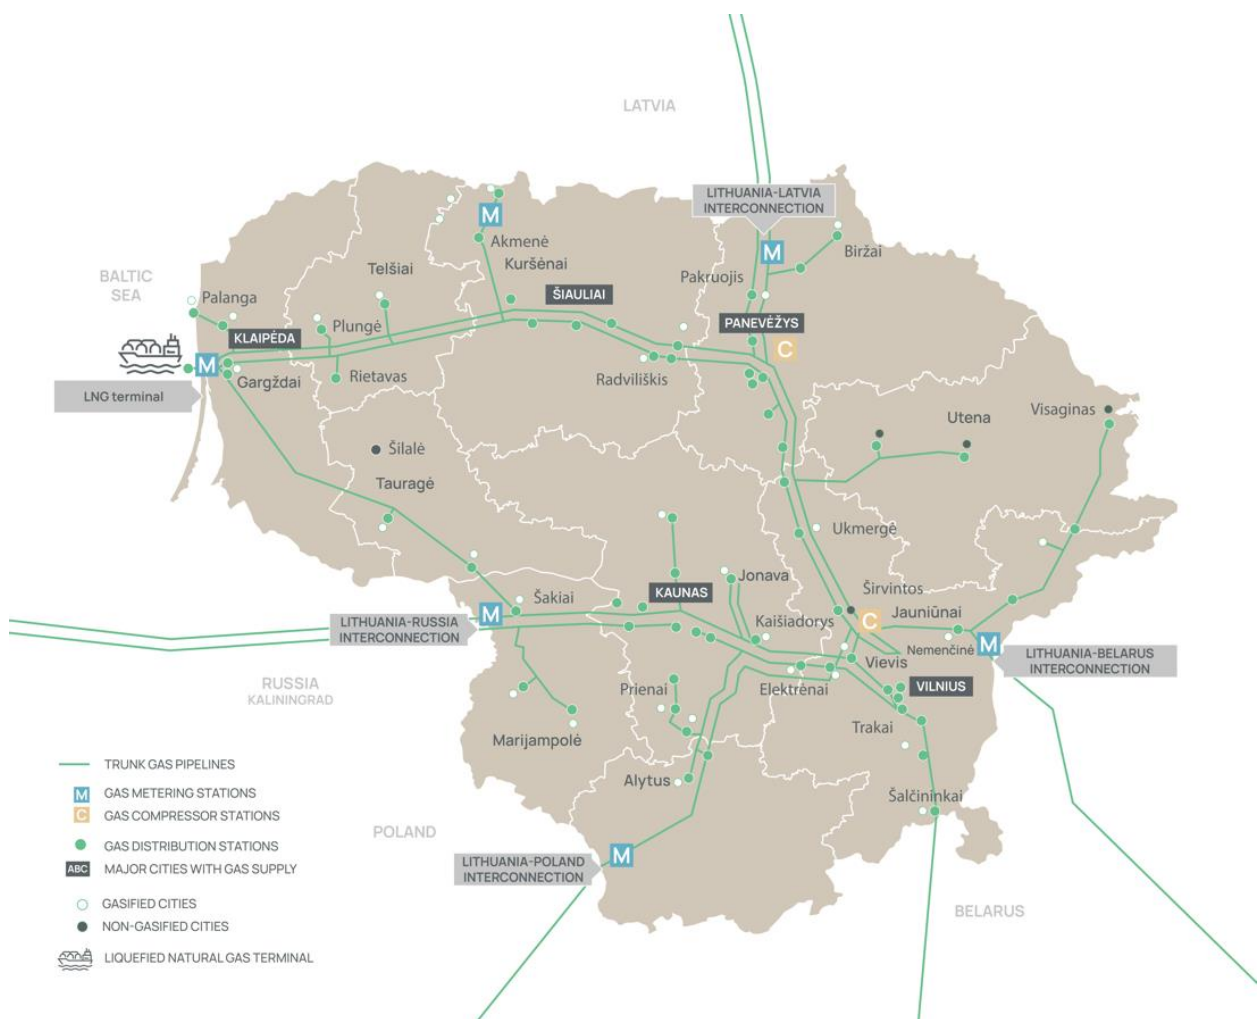 LATVIA
LITHUANIA-LATVIA
INTERCONNECTION
M
Akmenė
Kuršėnai
M
Biržai
BALTIC
SEA
Telšiai
Pakruojis
Palanga
ŠIAULIAI
KLAIPĖDA
Plungė
PANEVĖŽYS
C
M
Gargždai
Rietavas
Radviliškis
LNG terminal
Utena
Visaginas
Šilalė
Tauragė
Ukmergė
Jonava
KAUNAS
Širvintos
Šakiai
M
Jauniūnai
LITHUANIA-RUSSIA
INTERCONNECTION
Kaišiadorys
C
Nemenčinė
M
LITHUANIA-BELARUS
INTERCONNECTION
Vievis
RUSSIA
KALININGRAD
Prienai
Elektrėnai
VILNIUS
Trakai
Marijampolė
Alytus
Šalčininkai
POLAND
M
LITHUANIA-POLAND
INTERCONNECTION
BELARUS
TRUNK GAS PIPELINES
M GAS METERING STATIONS
C GAS COMPRESSOR STATIONS
GAS DISTRIBUTION STATIONS
ABC MAJOR CITIES WITH GAS SUPPLY
GASIFIED CITIES
NON-GASIFIED CITIES
LIQUEFIED NATURAL GAS TERMINAL